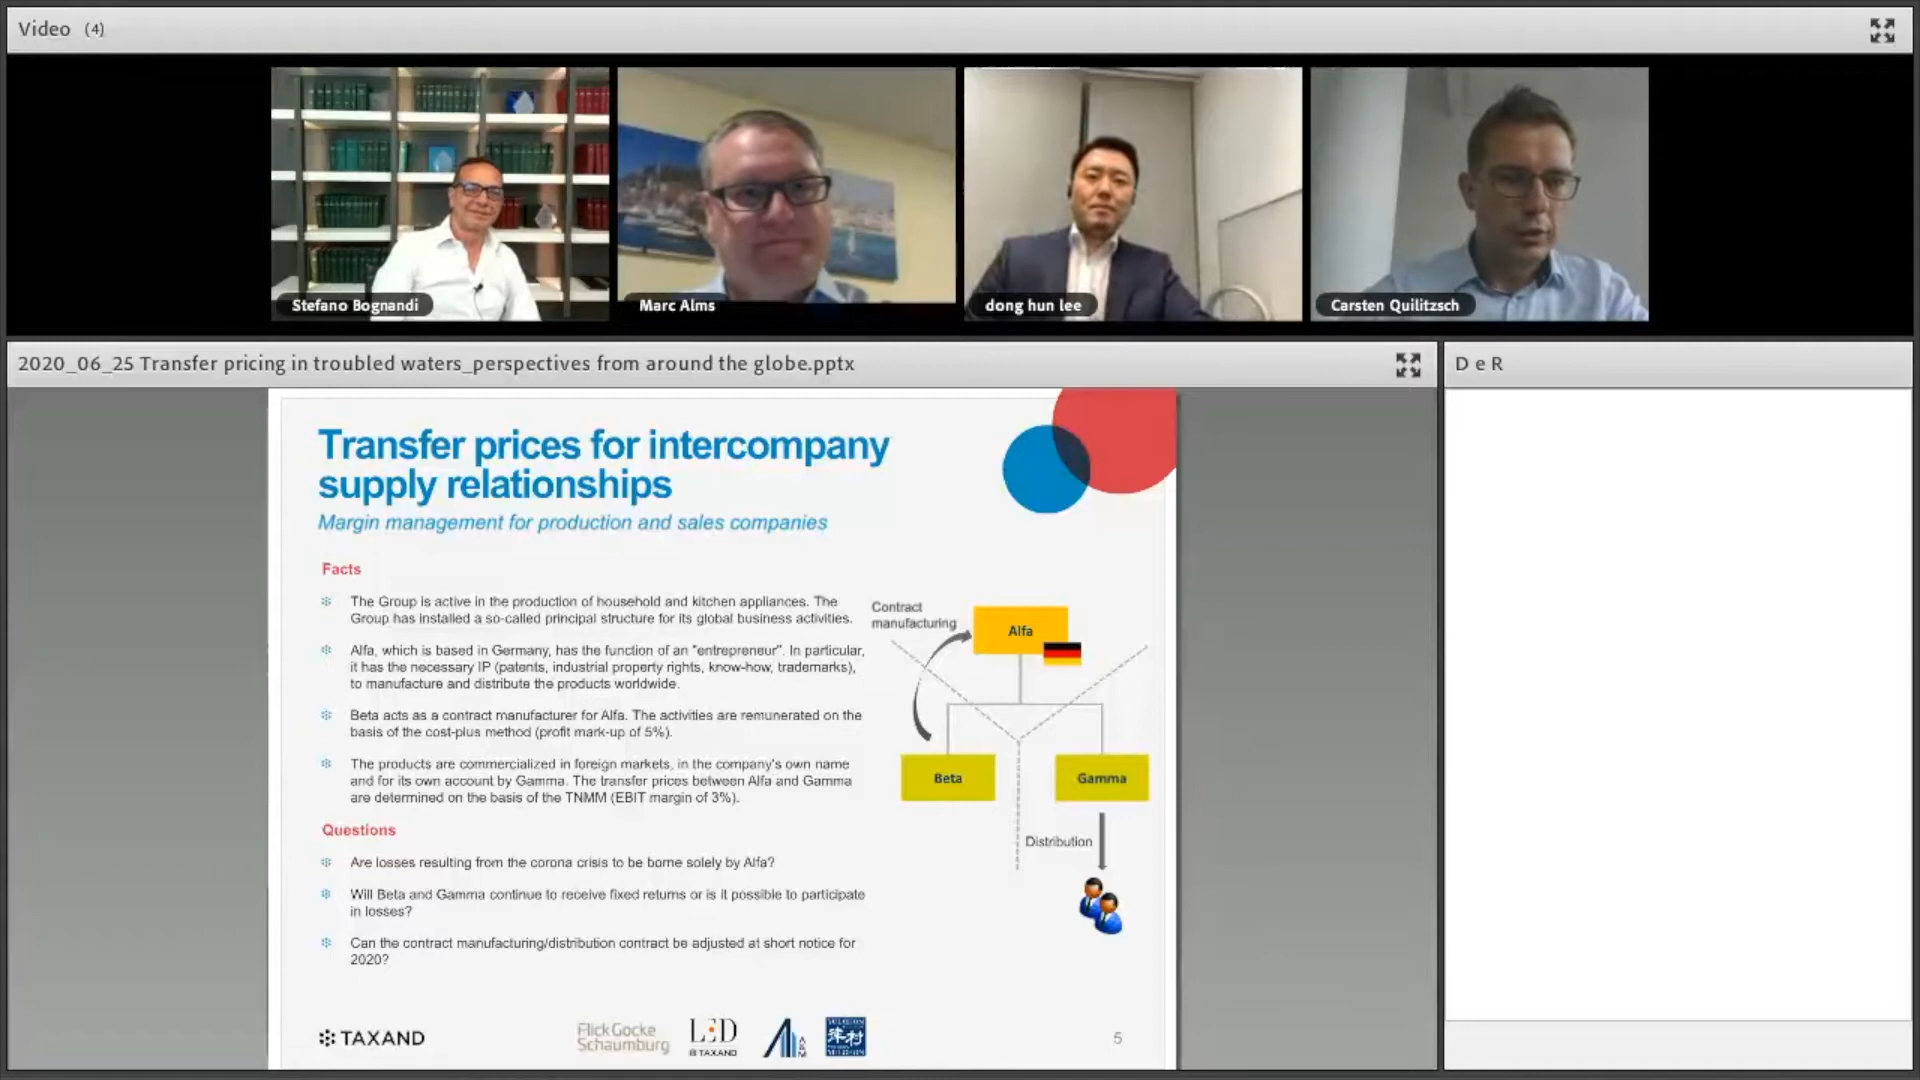 Video (4)
Stefano Bognandi
Marc Alms
dong hun lee
Carsten Quilitzsch
2020_06_25 Transfer pricing in troubled waters_perspectives from around the globe.pptx
D e R
Transfer prices for intercompany
supply relationships
Margin management for production and sales companies
Facts
The Group is active in the production of household and kitchen appliances. The
Group has installed a so-called principal structure for its global business activities.
Alfa, which is based in Germany, has the function of an "entrepreneur". In particular,
it has the necessary IP (patents, industrial property rights, know-how, trademarks),
to manufacture and distribute the products worldwide.
Beta acts as a contract manufacturer for Alfa. The activities are remunerated on the
basis of the cost-plus method (profit mark-up of 5%).
The products are commercialized in foreign markets, in the company's own name
and for its own account by Gamma. The transfer prices between Alfa and Gamma
are determined on the basis of the TNMM (EBIT margin of 3%).
Questions
Are losses resulting from the corona crisis to be borne solely by Alfa?
Will Beta and Gamma continue to receive fixed returns or is it possible to participate
in losses?
Can the contract manufacturing/distribution contract be adjusted at short notice for
2020?
Contract
manufacturing
Alfa
Beta
Gamma
Distribution
TAXAND
Flick Gocke
Schaumburg
LED
TAXAND
5